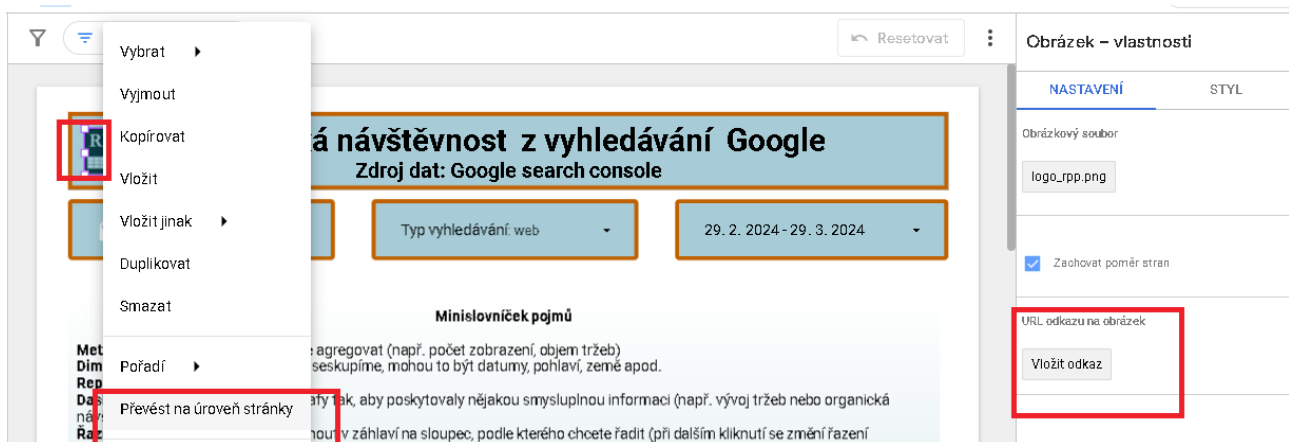 Resetovat
Obrázek – vlastnosti
NASTAVENÍ
STYL
Obrázkový soubor
logo_rpp.png
Zachovat poměr stran
URL odkazu na obrázek
Vložit odkaz
Vybrat
Vyjmout
Kopírovat
Vložit
Vložit jinak
Duplikovat
Smazat
Pořadí
Převést na úroveň stránky
R
á návštěvnost z vyhledávání Google
Zdroj dat: Google search console
Typ vyhledávání: web
29. 2. 2024 - 29. 3. 2024
Minislovníček pojmů
Met
agregovat (např. počet zobrazení, objem tržeb)
Dim
seskupíme, mohou to být datumy, pohlaví, země apod.
Rep
Das
afy tak, aby poskytovaly nějakou smysluplnou informaci (např. vývoj tržeb nebo organická
náv
Řaz
nout v záhlaví na sloupec, podle kterého chcete řadit (při dalším kliknutí se změní řazení